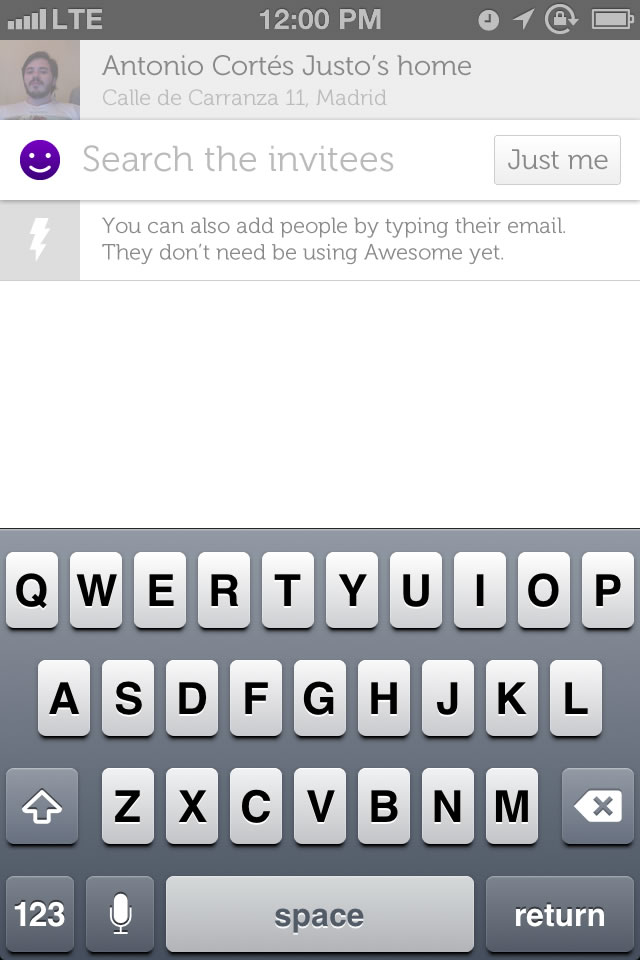 LTE 12:00 PM
Antonio Cortés Justo’s home
Calle de Carranza 11, Madrid
Search the invitees Just me
You can also add people by typing their email.
They don’t need be using Awesome yet.
Q W E R T Y U I O P
A S D F G H J K L
Z X C V B N M
123 space return